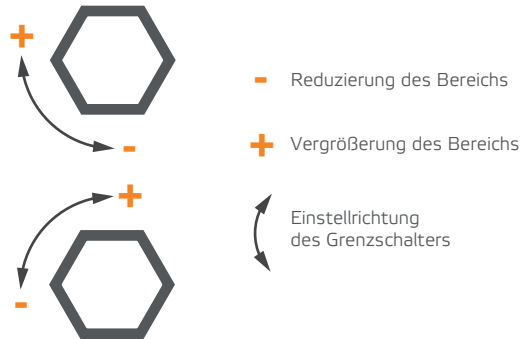 +
-
+
-
- Reduzierung des Bereichs
+ Vergrößerung des Bereichs
Einstellrichtung
des Grenzschalters